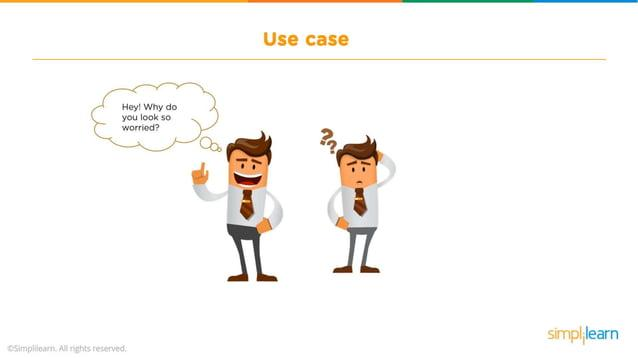 Use case
Hey! Why do
you look so
worried?
??
simplilearn
©Simplilearn. All rights reserved.